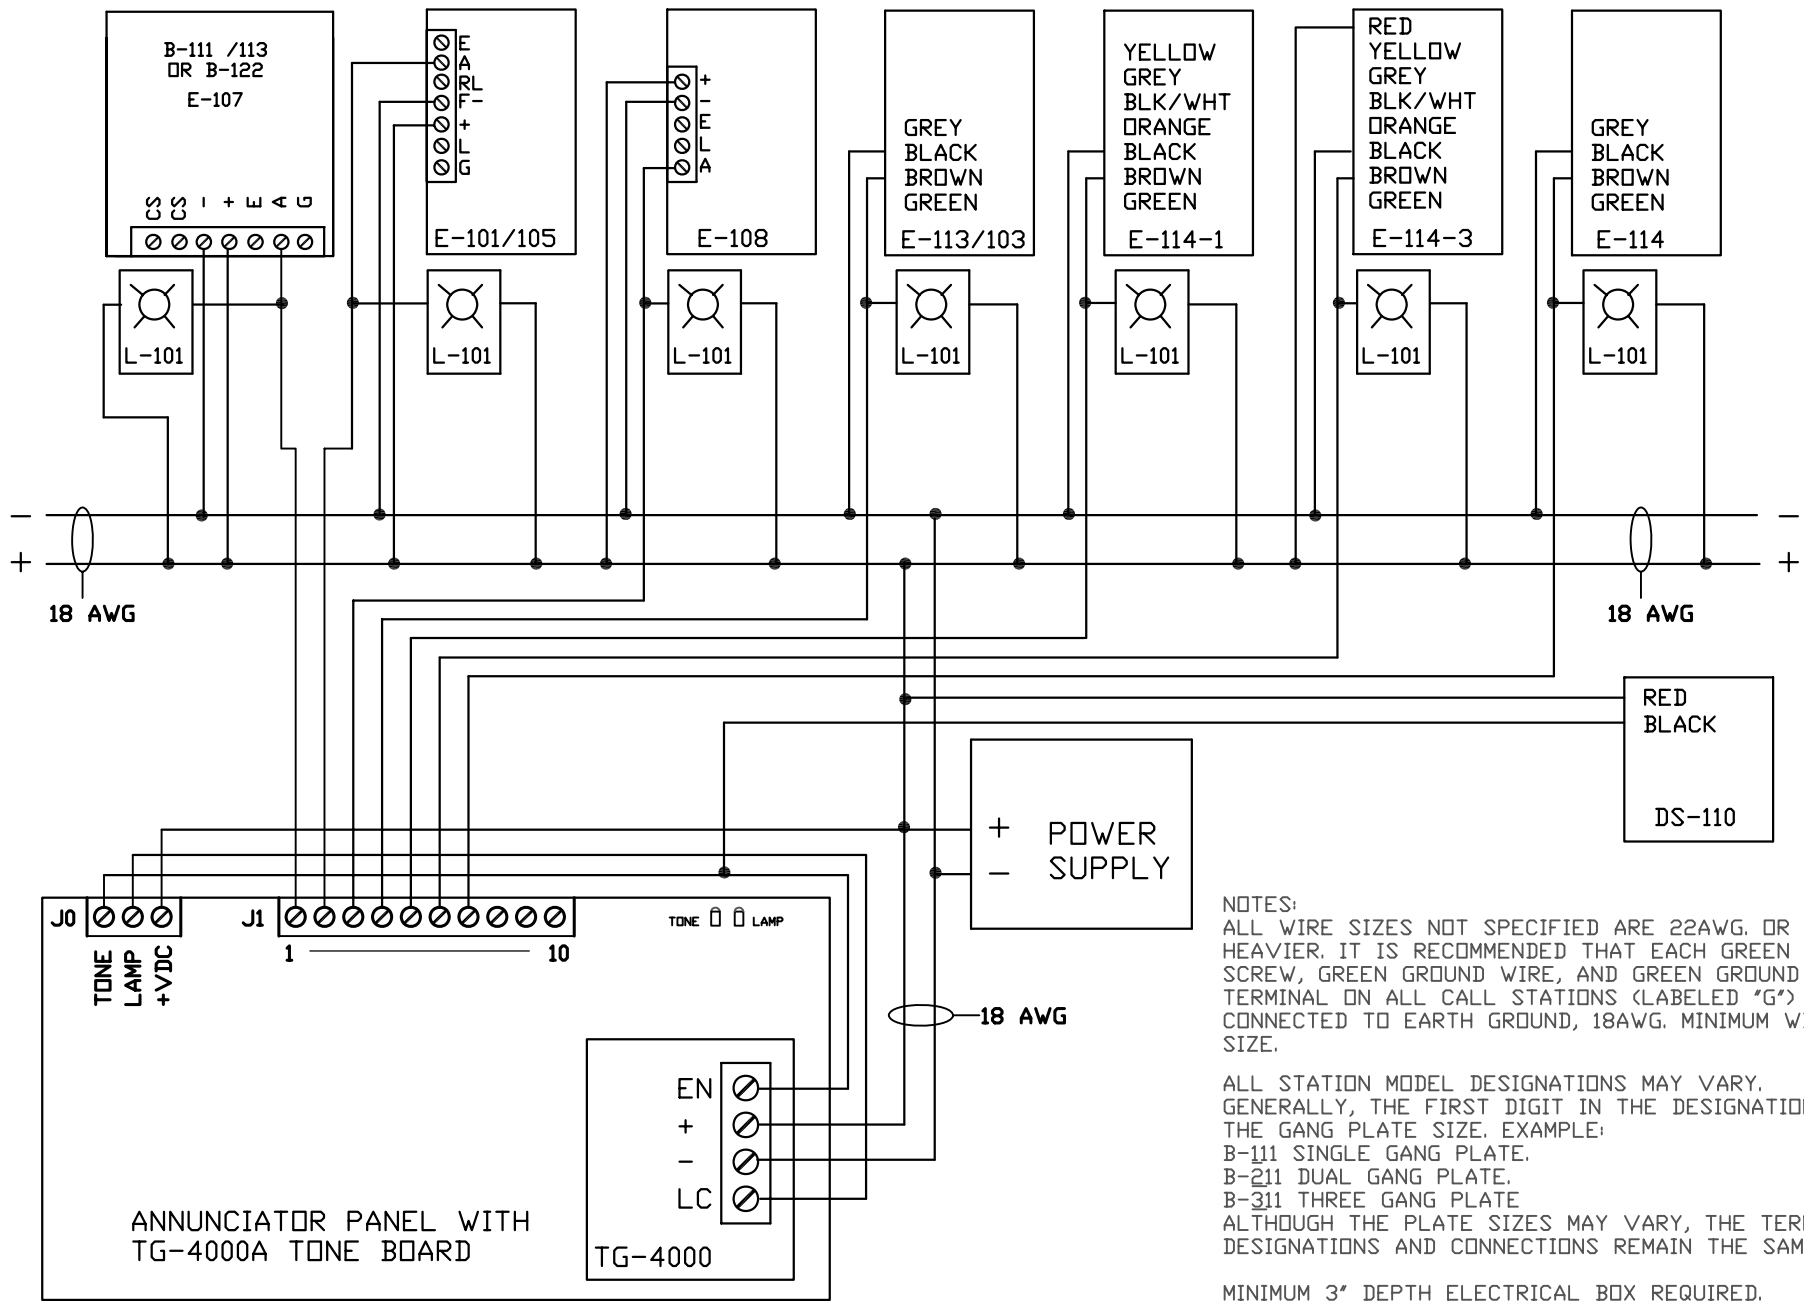 B-111 /113
OR B-122
E-107
CS CS - + E A G
E
A
RL
F-
+
L
G
E-101/105
+
-
E
L
A
E-108
GREY
BLACK
BROWN
GREEN
E-113/103
YELLOW
GREY
BLK/WHT
ORANGE
BLACK
BROWN
GREEN
E-114-1
RED
YELLOW
GREY
BLK/WHT
ORANGE
BLACK
BROWN
GREEN
E-114-3
GREY
BLACK
BROWN
GREEN
E-114
L-101 L-101 L-101 L-101 L-101 L-101 L-101
- -
+ +
18 AWG 18 AWG
RED
BLACK
DS-110
+ POWER
- SUPPLY
J0
TONE
LAMP
+VDC
J1
1 10
TONE LAMP
18 AWG
EN
+
-
LC
TG-4000
ANNUNCIATOR PANEL WITH
TG-4000A TONE BOARD
NOTES:
ALL WIRE SIZES NOT SPECIFIED ARE 22AWG. OR
HEAVIER. IT IS RECOMMENDED THAT EACH GREEN
SCREW, GREEN GROUND WIRE, AND GREEN GROUND
TERMINAL ON ALL CALL STATIONS (LABELED "G")
CONNECTED TO EARTH GROUND, 18AWG. MINIMUM
SIZE.
ALL STATION MODEL DESIGNATIONS MAY VARY.
GENERALLY, THE FIRST DIGIT IN THE
THE GANG PLATE SIZE. EXAMPLE:
B-111 SINGLE GANG PLATE.
B-211 DUAL GANG PLATE.
B-311 THREE GANG PLATE
ALTHOUGH THE PLATE SIZES MAY VARY, THE
DESIGNATIONS AND CONNECTIONS REMAIN THE
MINIMUM 3" DEPTH ELECTRICAL BOX REQUIRED.